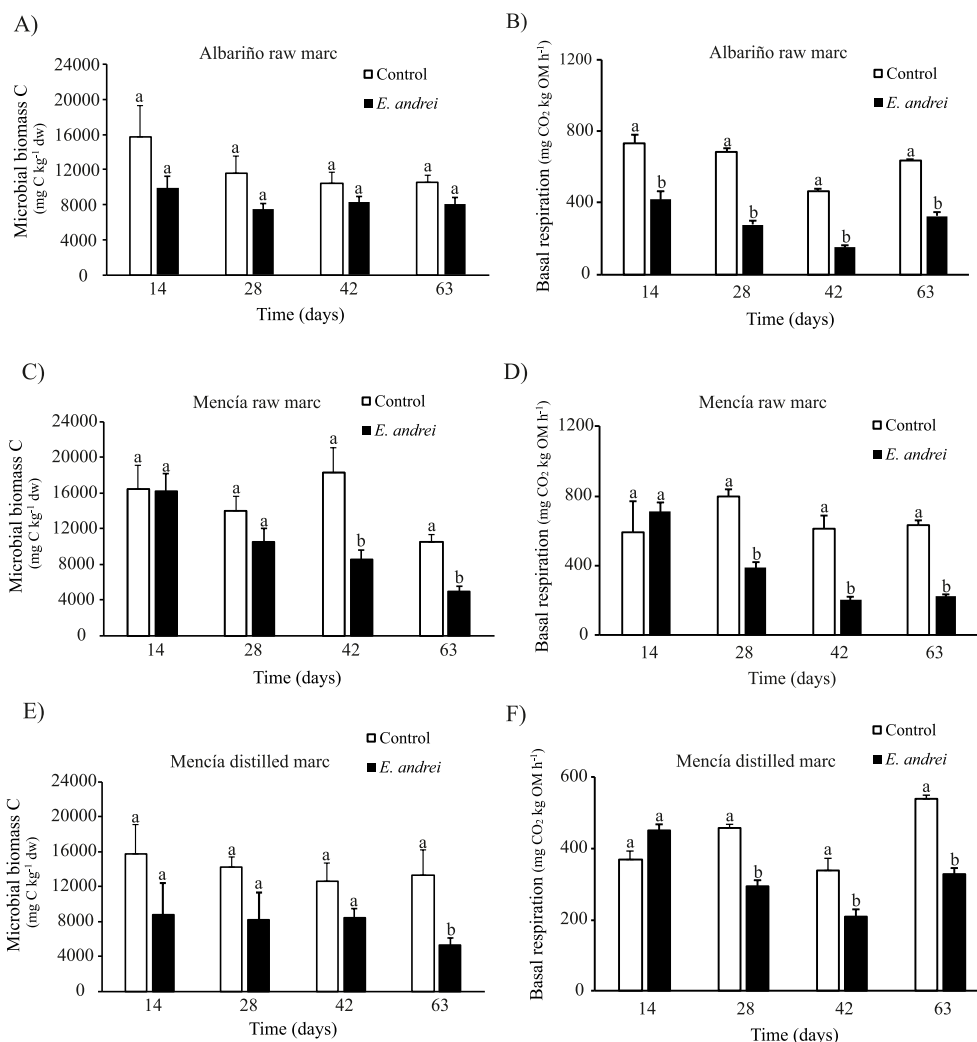 A)
Albariño raw marc
Microbial biomass C
(mg C kg⁻¹ dw)
24000
20000
16000
12000
8000
4000
0
Control
E. andrei
a a a a a a a a
14 28 42 63
Time (days)
B)
Albariño raw marc
Basal respiration (mg CO₂ kg OM h⁻¹)
1200
800
400
0
Control
E. andrei
a b a b a b a b
14 28 42 63
Time (days)
C)
Mencía raw marc
Microbial biomass C
(mg C kg⁻¹ dw)
24000
20000
16000
12000
8000
4000
0
Control
E. andrei
a a a a a b a b
14 28 42 63
Time (days)
D)
Mencía raw marc
Basal respiration (mg CO₂ kg OM h⁻¹)
1200
800
400
0
Control
E. andrei
a a a b a b a b
14 28 42 63
Time (days)
E)
Mencía distilled marc
Microbial biomass C
(mg C kg⁻¹ dw)
24000
20000
16000
12000
8000
4000
0
Control
E. andrei
a a a a a a a b
14 28 42 63
Time (days)
F)
Mencía distilled marc
Basal respiration (mg CO₂ kg OM h⁻¹)
600
400
200
0
Control
E. andrei
a a a b a b a b
14 28 42 63
Time (days)